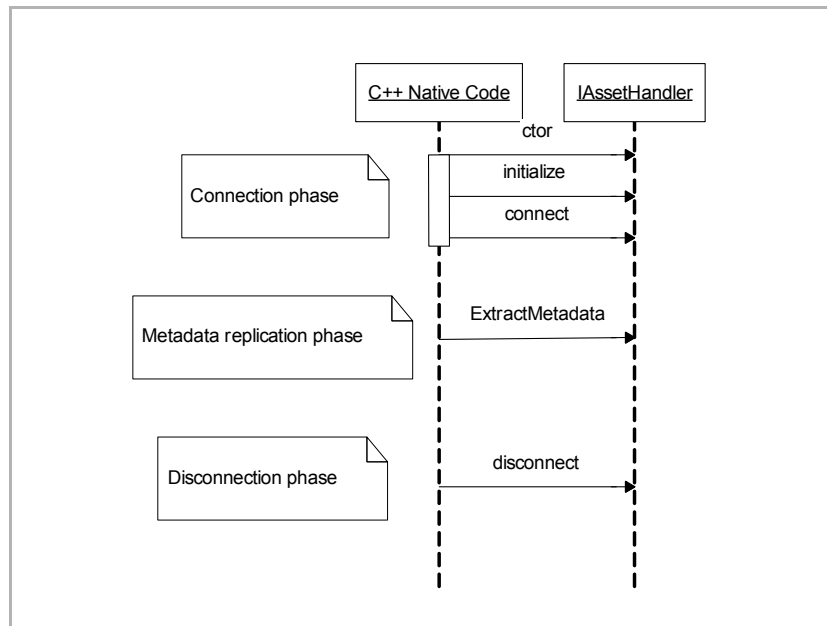 C++ Native Code
IAssetHandler
ctor
initialize
Connection phase
connect
ExtractMetadata
Metadata replication phase
disconnect
Disconnection phase